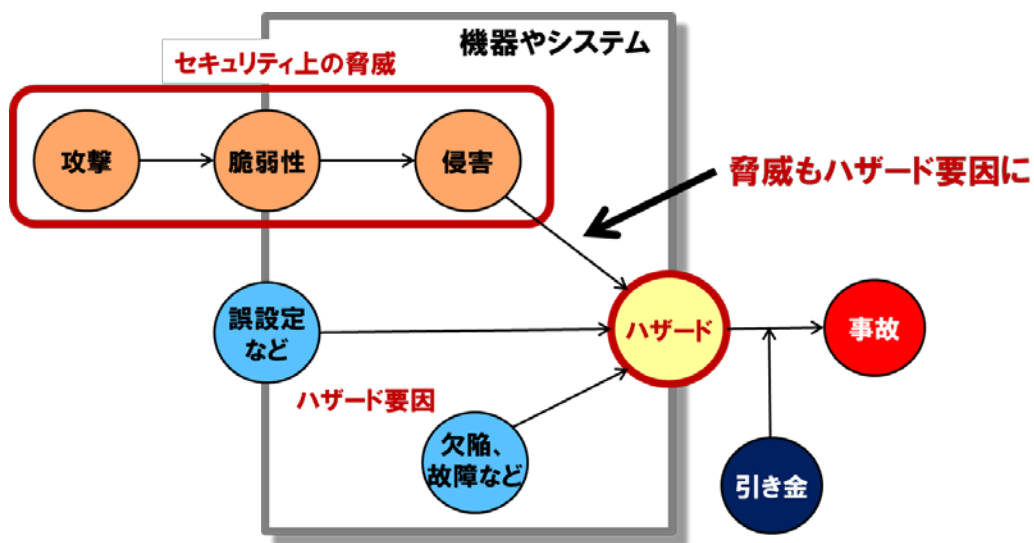 機器やシステム
セキュリティ上の脅威
攻撃
脆弱性
侵害
脅威もハザード要因に
誤設定
など
ハザード
事故
ハザード要因
欠陥、
故障など
引き金